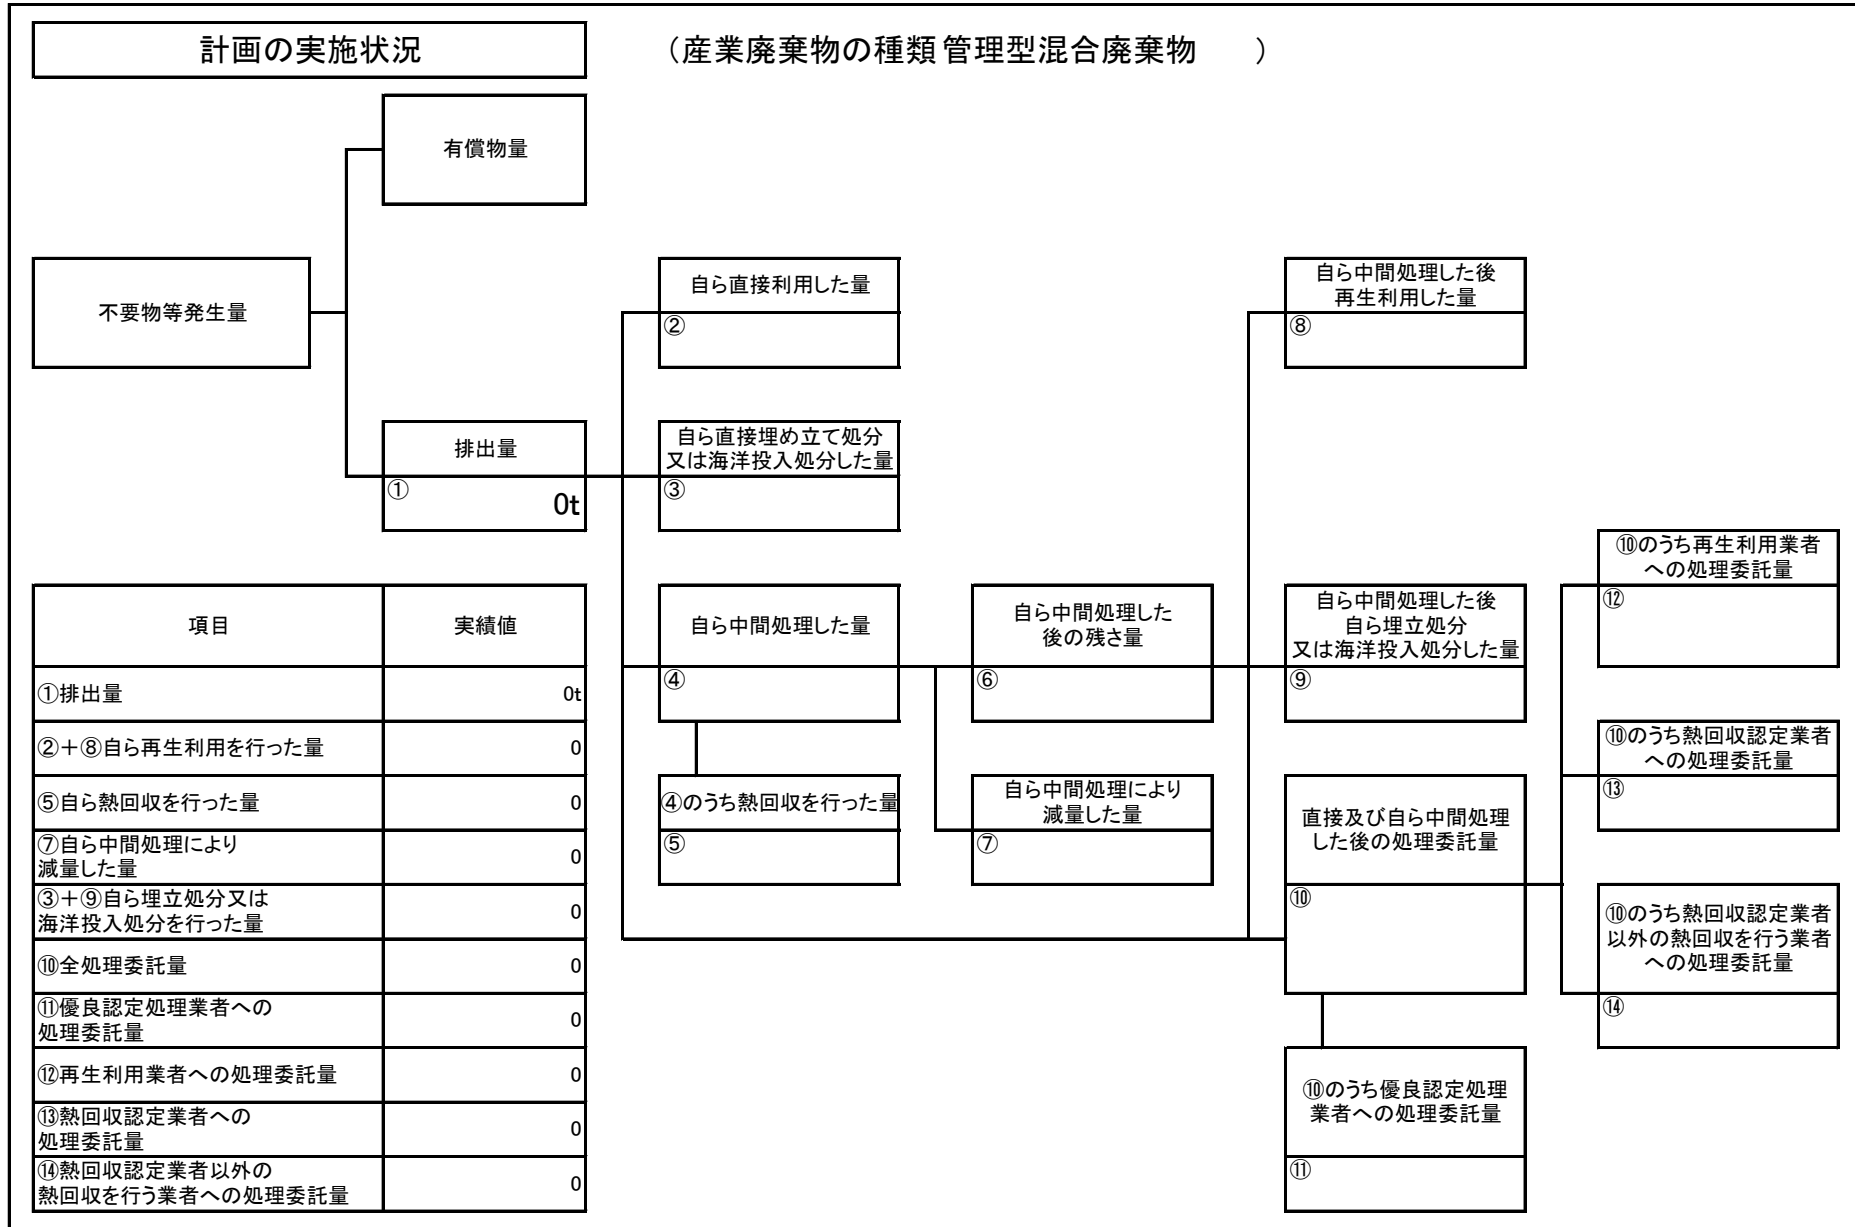 計画の実施状況
（産業廃棄物の種類 管理型混合廃棄物　　）
有償物量
不要物等発生量
排出量
①
0t
自ら直接利用した量
②
自ら直接埋め立て処分
又は海洋投入処分した量
③
自ら中間処理した量
④
④のうち熱回収を行った量
⑤
自ら中間処理した
後の残さ量
⑥
自ら中間処理により
減量した量
⑦
自ら中間処理した後
再生利用した量
⑧
自ら中間処理した後
自ら埋立処分
又は海洋投入処分した量
⑨
直接及び自ら中間処理
した後の処理委託量
⑩
⑩のうち優良認定処理
業者への処理委託量
⑪
⑩のうち再生利用業者
への処理委託量
⑫
⑩のうち熱回収認定業者
への処理委託量
⑬
⑩のうち熱回収認定業者
以外の熱回収を行う業者
への処理委託量
⑭
項目 実績値
①排出量 0t
②＋⑧自ら再生利用を行った量 0
⑤自ら熱回収を行った量 0
⑦自ら中間処理により
減量した量 0
③＋⑨自ら埋立処分又は
海洋投入処分を行った量 0
⑩全処理委託量 0
⑪優良認定処理業者への
処理委託量 0
⑫再生利用業者への処理委託量 0
⑬熱回収認定業者への
処理委託量 0
⑭熱回収認定業者以外の
熱回収を行う業者への処理委託量 0